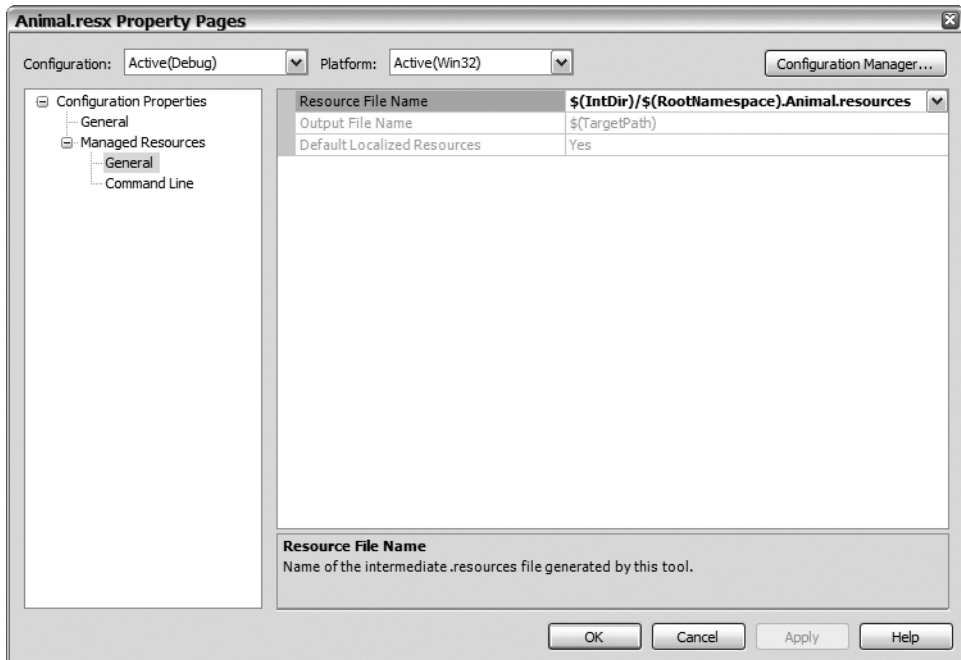 Animal.resx Property Pages
Configuration: Active(Debug) Platform: Active(Win32) Configuration Manager...
Configuration Properties
General
Managed Resources
General
Command Line
Resource File Name $(IntDir)/$(RootNamespace).Animal.resources
Output File Name $(TargetPath)
Default Localized Resources Yes
Resource File Name
Name of the intermediate .resources file generated by this tool.
OK Cancel Apply Help